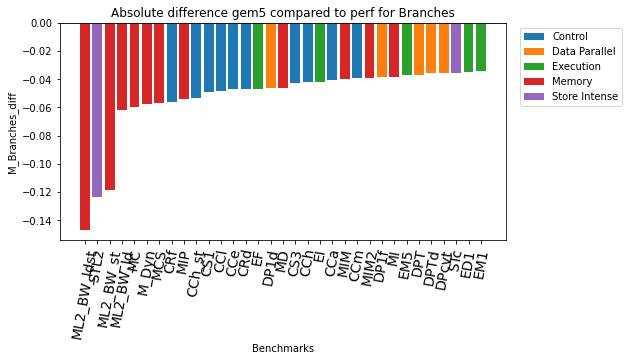 Absolute difference gem5 compared to perf for Branches
M_Branches_diff
0.00
−0.02
−0.04
−0.06
−0.08
−0.10
−0.12
−0.14
ML2_BW_ldst
STL2
ML2_BW_st
ML2_BW_ld
MC
M_Dyn
MCS
CRf
MIP
CCh_st
CS1
CCl
CCe
CRd
EF
DP1d
MD
CS3
CCh
EI
CCa
MIM
CCm
MIM2
DP1f
MI
EM5
DPT
DPTd
DPcvt
STc
ED1
EM1
Benchmarks
Control
Data Parallel
Execution
Memory
Store Intense